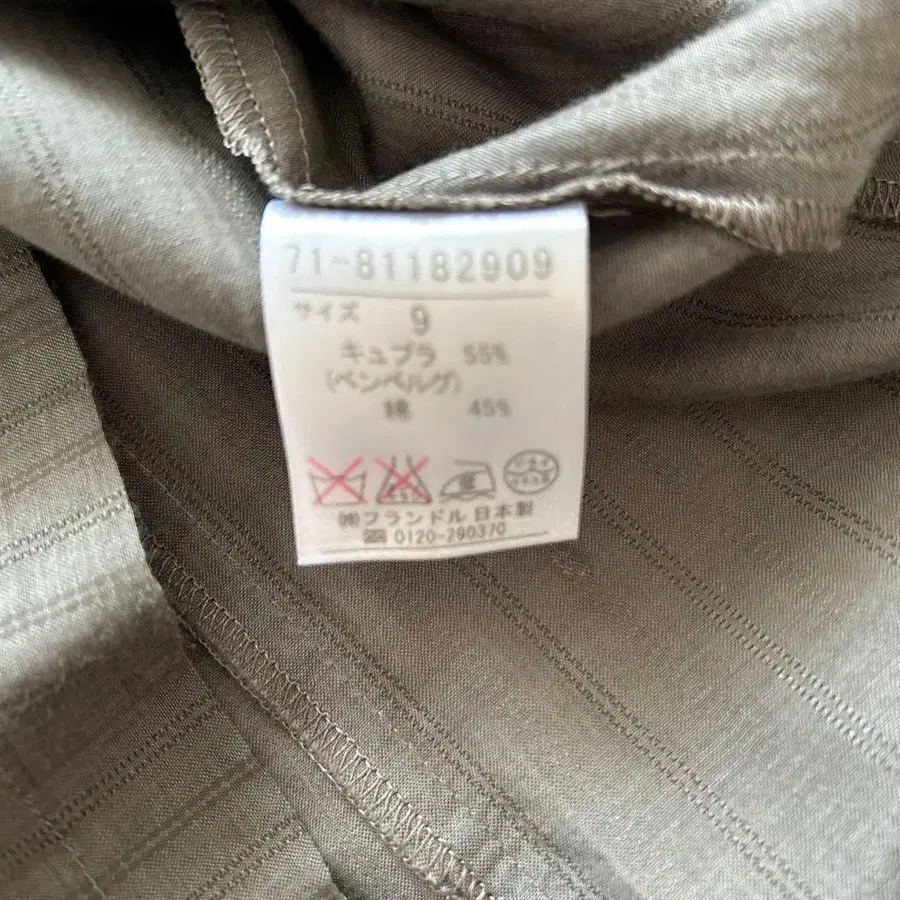 71-81182909
サイズ 9
キュプラ 55%
(ベンベルグ)
綿 45%
㈱フランドル 日本製
0120-290370